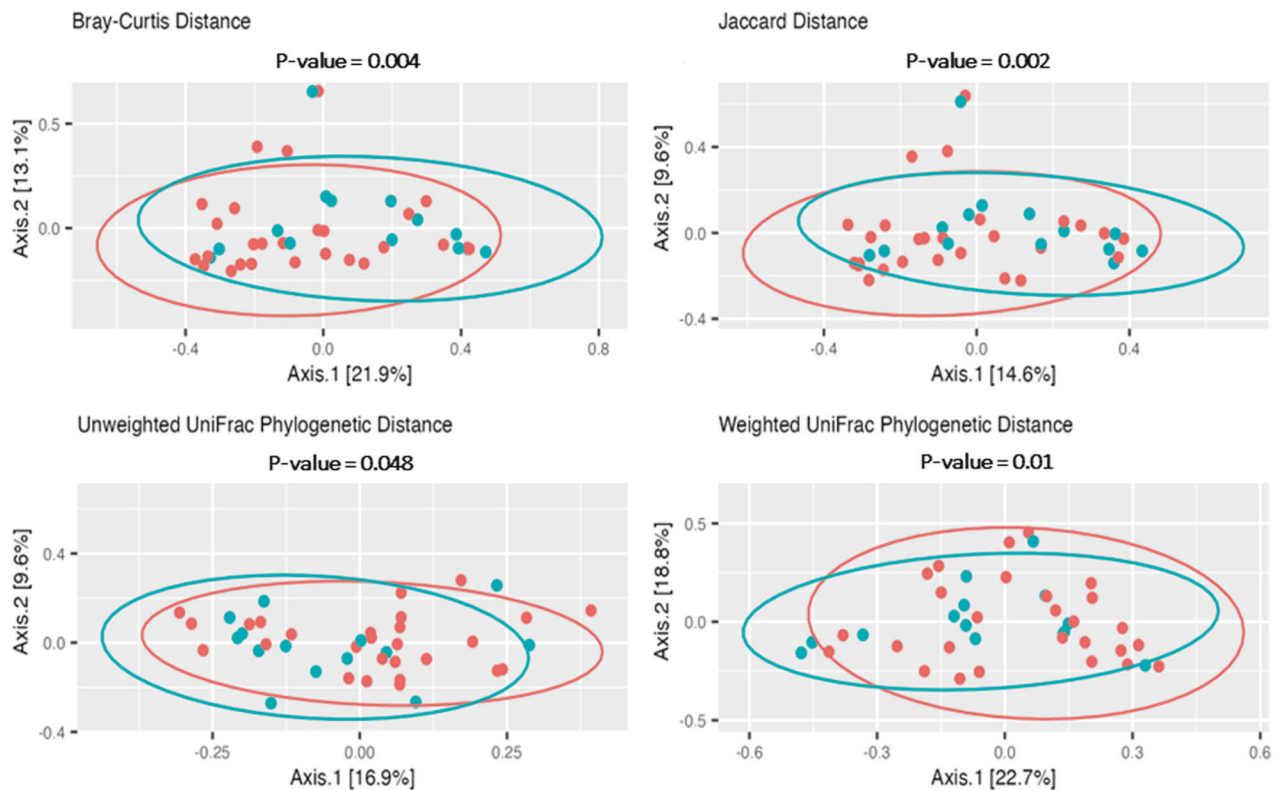 Bray-Curtis Distance
P-value = 0.004
Axis.2 [13.1%]
0.5
0.0
-0.4
0.0
0.4
0.8
Axis.1 [21.9%]
Jaccard Distance
P-value = 0.002
Axis.2 [9.6%]
0.4
0.0
-0.4
-0.4
0.0
0.4
Axis.1 [14.6%]
Unweighted UniFrac Phylogenetic Distance
P-value = 0.048
Axis.2 [9.6%]
0.4
0.0
-0.4
-0.25
0.00
0.25
Axis.1 [16.9%]
Weighted UniFrac Phylogenetic Distance
P-value = 0.01
Axis.2 [18.8%]
0.5
0.0
-0.5
-0.6
-0.3
0.0
0.3
0.6
Axis.1 [22.7%]